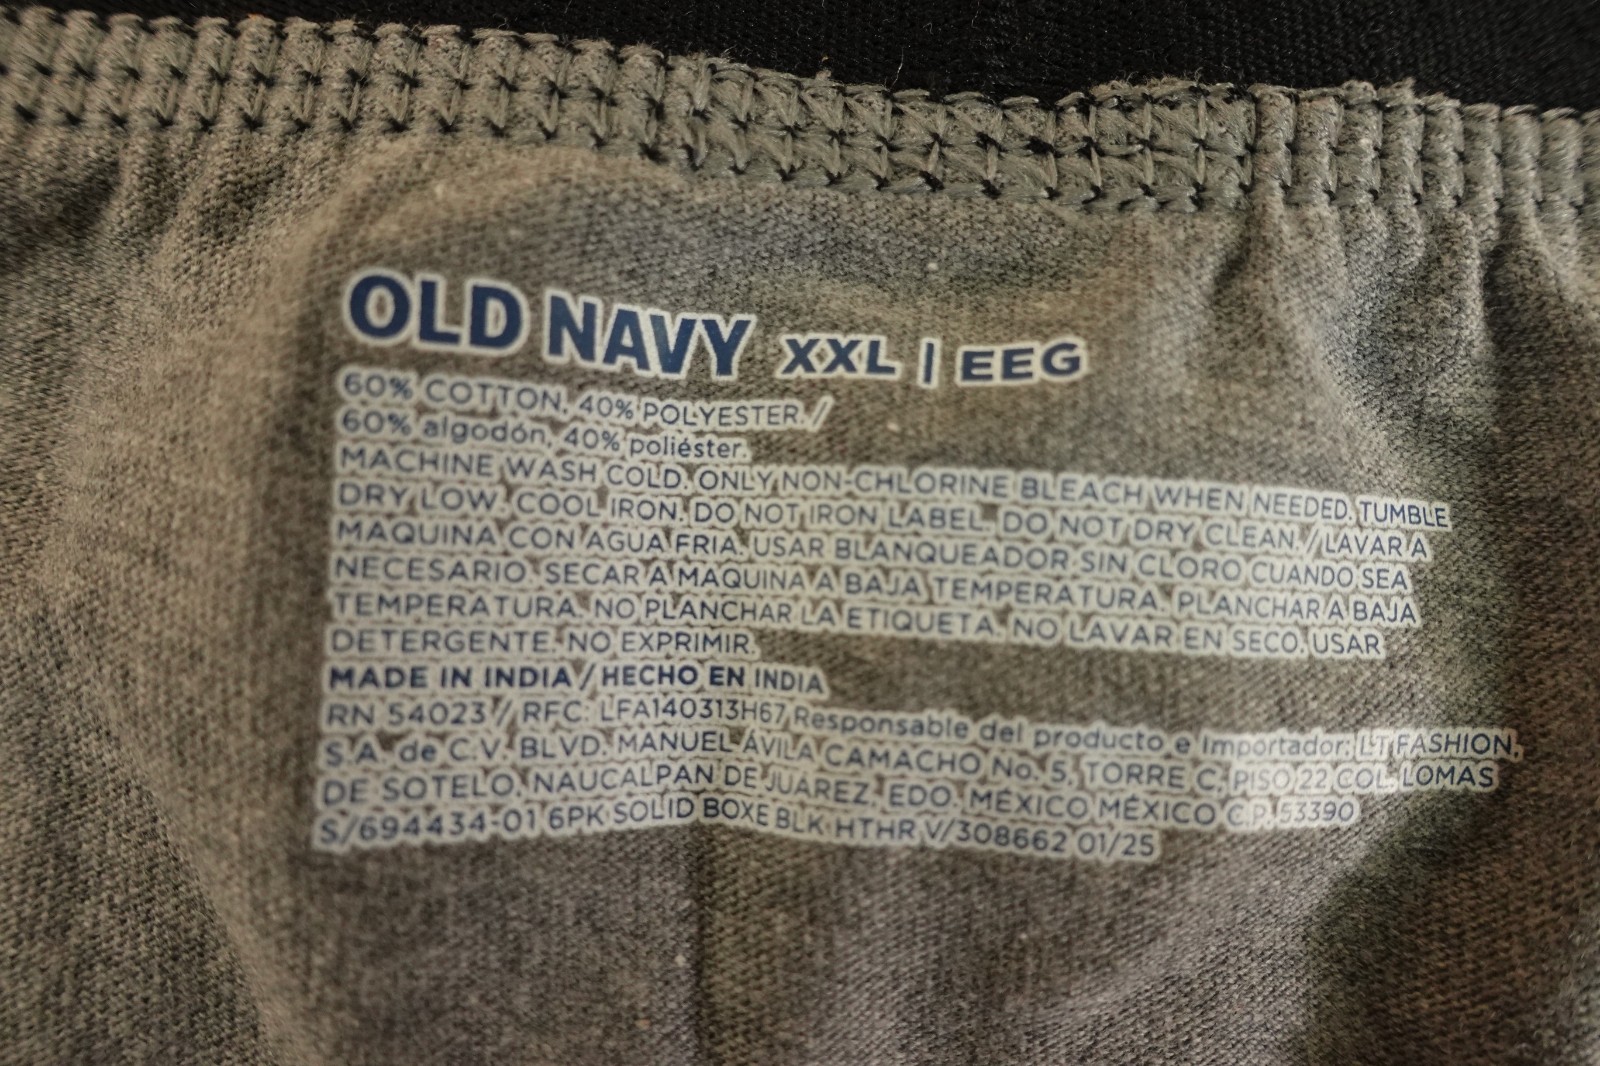 OLD NAVY XXL | EEG
60% COTTON, 40% POLYESTER. /
60% algodón, 40% poliéster.
MACHINE WASH COLD. ONLY NON-CHLORINE BLEACH WHEN NEEDED. TUMBLE
DRY LOW. COOL IRON. DO NOT IRON LABEL. DO NOT DRY CLEAN. / LAVAR A
MAQUINA CON AGUA FRIA. USAR BLANQUEADOR SIN CLORO CUANDO SEA
NECESARIO. SECAR A MAQUINA A BAJA TEMPERATURA. PLANCHAR A BAJA
TEMPERATURA. NO PLANCHAR LA ETIQUETA. NO LAVAR EN SECO. USAR
DETERGENTE. NO EXPRIMIR.
MADE IN INDIA / HECHO EN INDIA
RN 54023 / RFC: LFA140313H67 Responsable del producto e Importador: LT FASHION,
S.A. de C.V. BLVD. MANUEL ÁVILA CAMACHO No. 5, TORRE C, PISO 22 COL. LOMAS
DE SOTELO, NAUCALPAN DE JUÁREZ, EDO. MÉXICO MÉXICO C.P. 53390
S/694434-01 6PK SOLID BOXE BLK HTHR V/308662 01/25